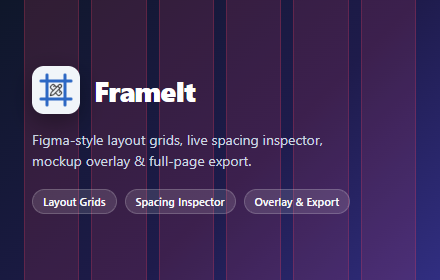 FrameIt
Figma-style layout grids, live spacing inspector,
mockup overlay & full-page export.
Layout Grids
Spacing Inspector
Overlay & Export